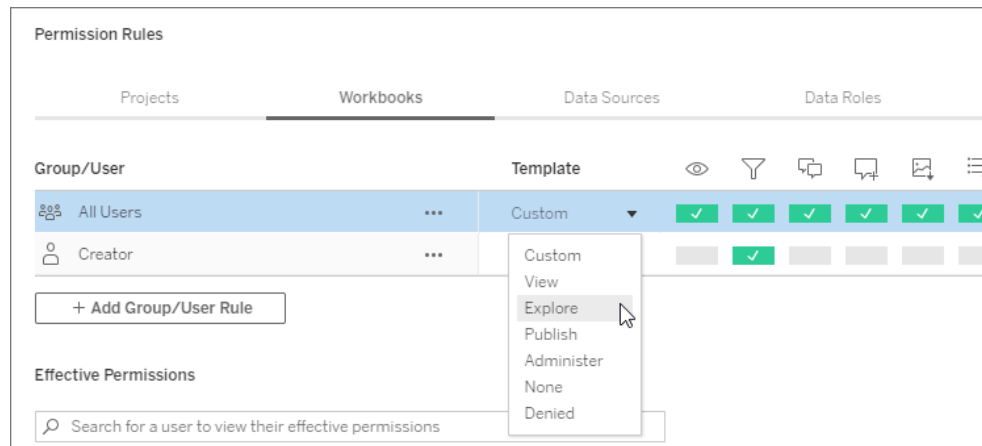 Permission Rules
Projects Workbooks Data Sources Data Roles
Group/User Template
All Users ••• Custom
Creator •••
Custom
View
+ Add Group/User Rule
Explore
Publish
Administer
Effective Permissions
None
Denied
Search for a user to view their effective permissions